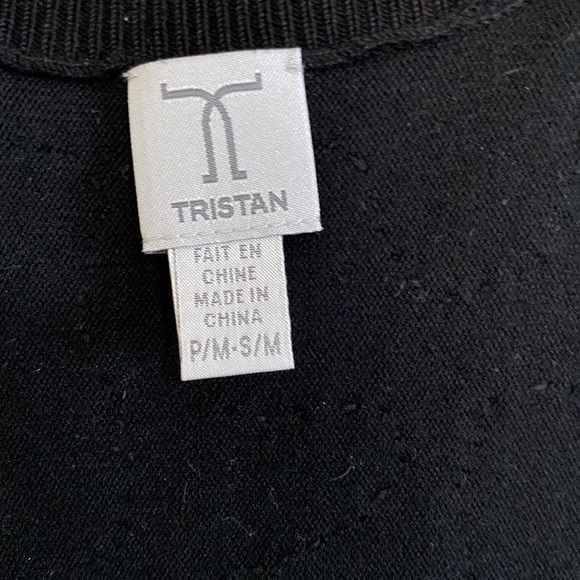 TRISTAN
FAIT EN
CHINE
MADE IN
CHINA
P/M-S/M